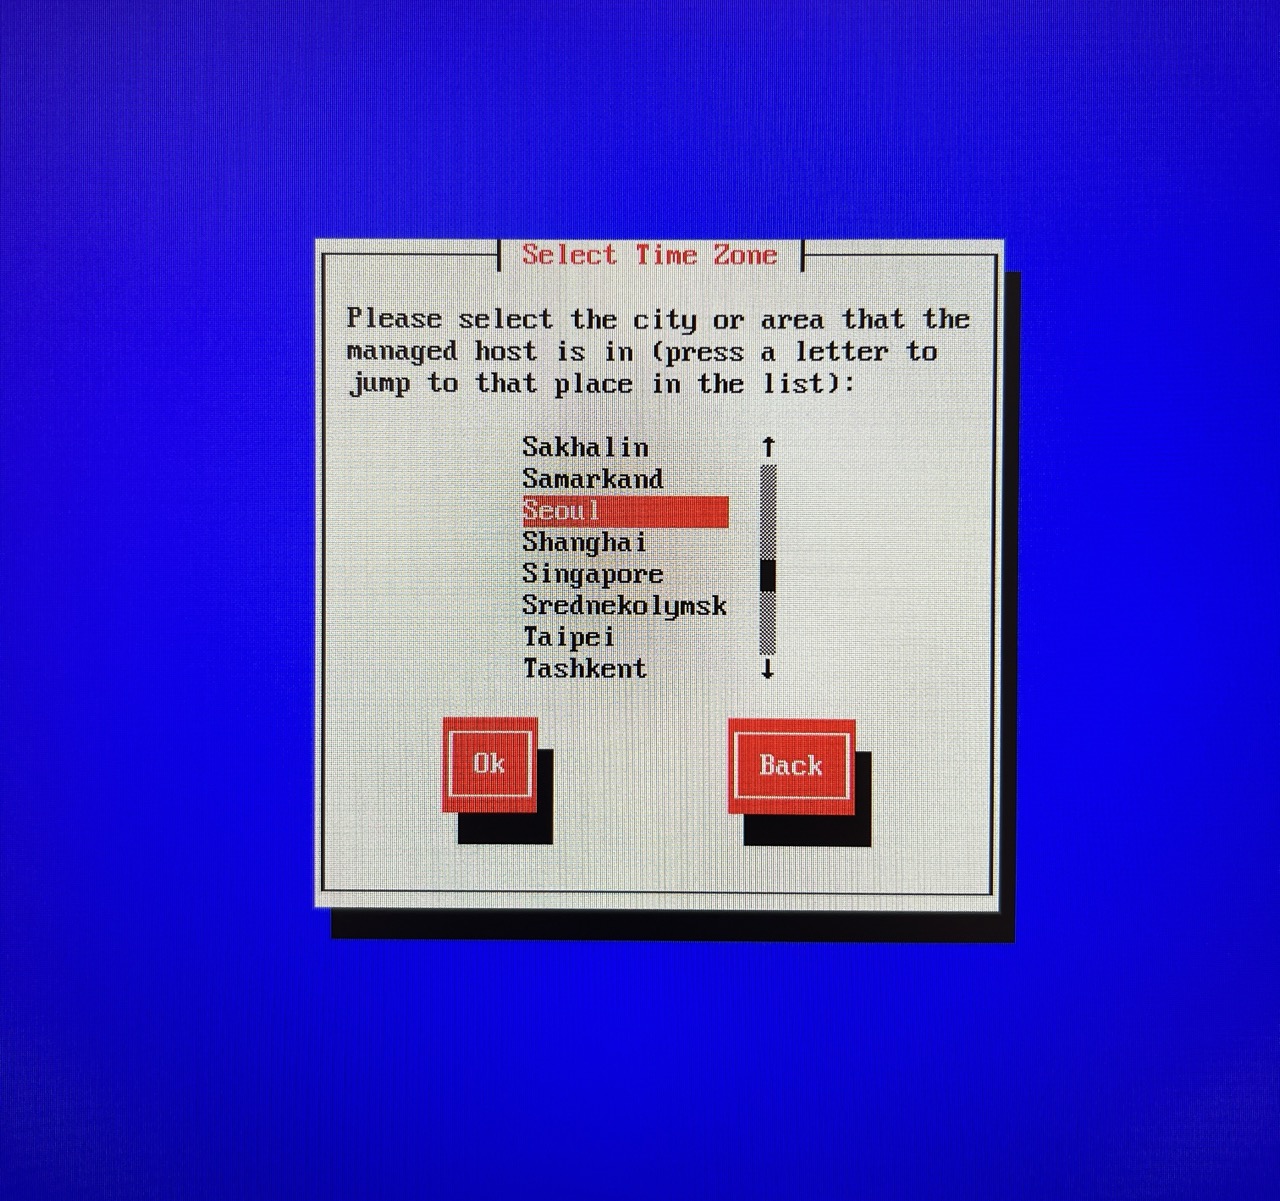 Select Time Zone
Please select the city or area that the
managed host is in (press a letter to
jump to that place in the list):
Sakhalin
Samarkand
Seoul
Shanghai
Singapore
Srednekolymsk
Taipei
Tashkent
Ok
Back